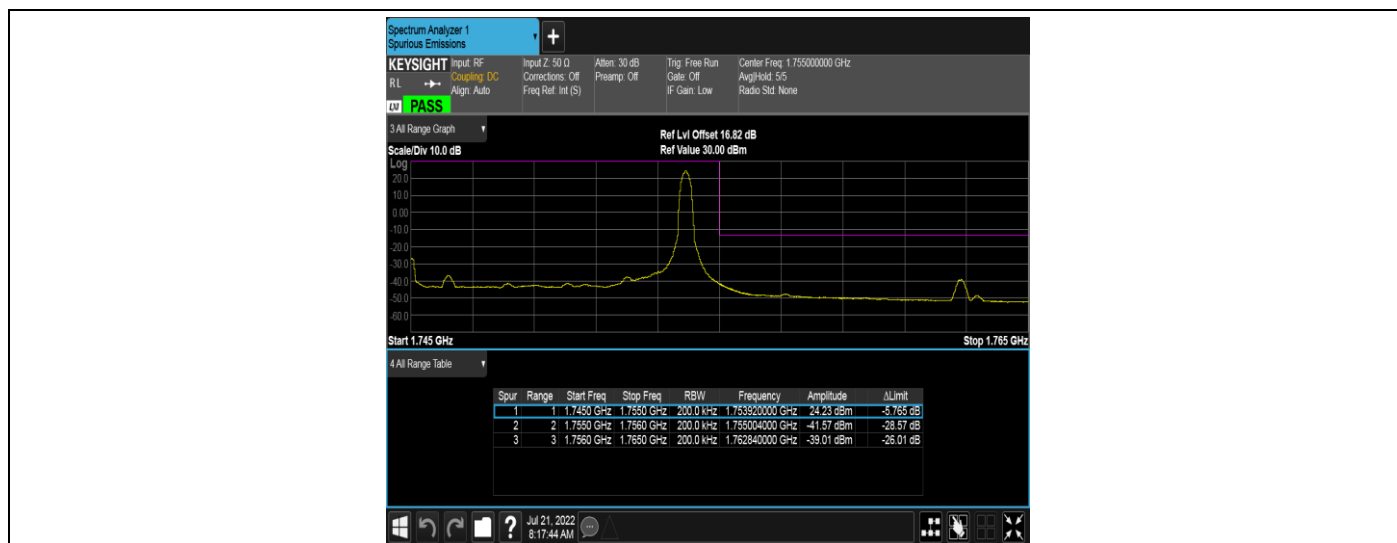 Spectrum Analyzer 1
Spurious Emissions
KEYSIGHT Input: RF Input Z: 50 Ω Atten: 30 dB Trig: Free Run Center Freq: 1.755000000 GHz
RL Coupling: DC Corrections: Off Preamp: Off Gate: Off Avg|Hold: 5/5
Align: Auto Freq Ref: Int (S) IF Gain: Low Radio Std: None
LXI PASS
3 All Range Graph
Ref Lvl Offset 16.82 dB
Scale/Div 10.0 dB Ref Value 30.00 dBm
Log
20.0
10.0
0.00
-10.0
-20.0
-30.0
-40.0
-50.0
-60.0
Start 1.745 GHz Stop 1.765 GHz
4 All Range Table
Spur Range Start Freq Stop Freq RBW Frequency Amplitude ΔLimit
1 1 1.7450 GHz 1.7550 GHz 200.0 kHz 1.753920000 GHz 24.23 dBm -5.765 dB
2 2 1.7550 GHz 1.7560 GHz 200.0 kHz 1.755004000 GHz -41.57 dBm -28.57 dB
3 3 1.7560 GHz 1.7650 GHz 200.0 kHz 1.762840000 GHz -39.01 dBm -26.01 dB
? Jul 21, 2022
8:17:44 AM